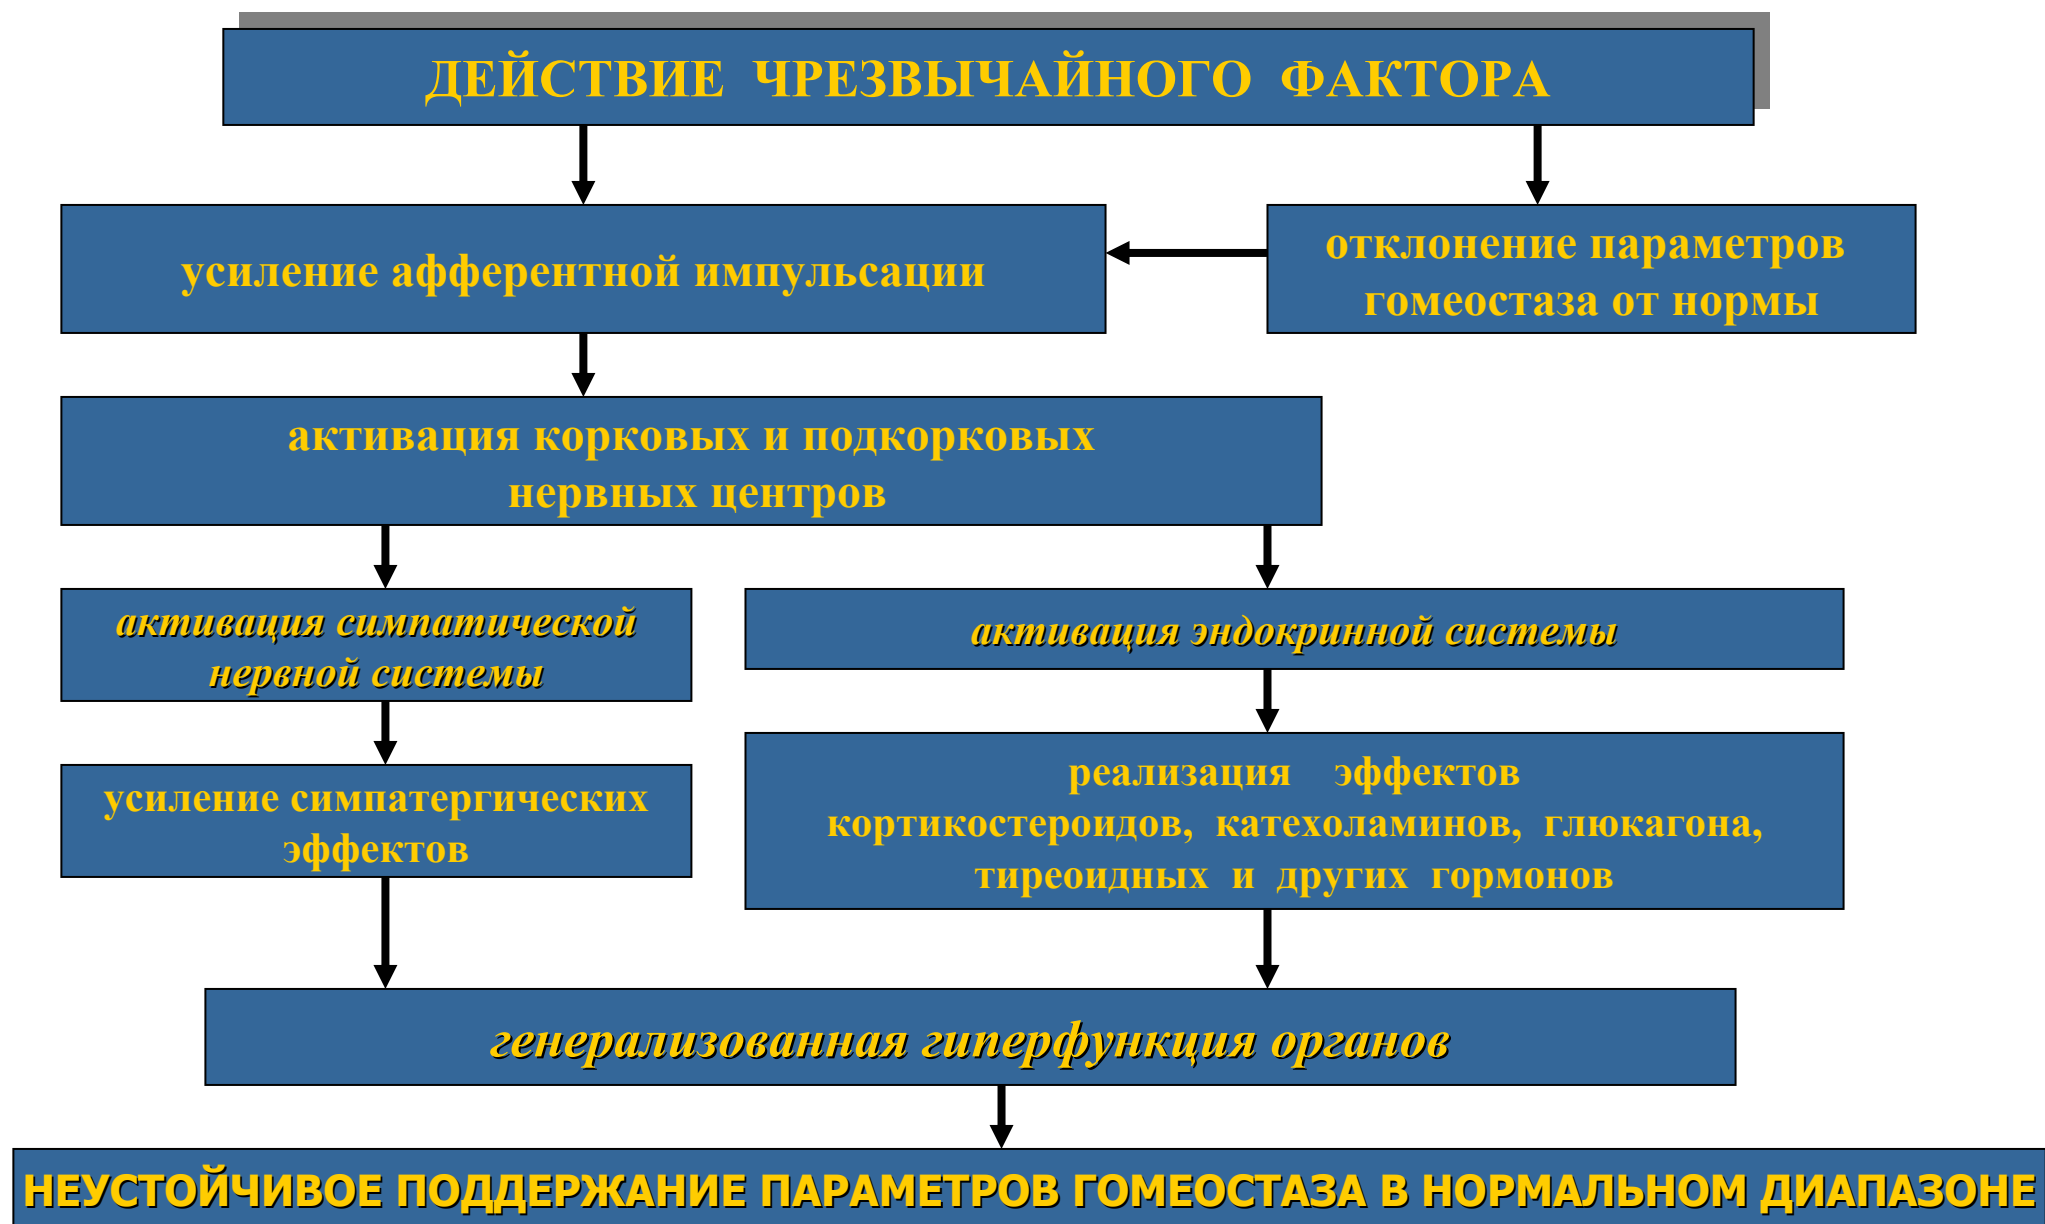 ДЕЙСТВИЕ ЧРЕЗВЫЧАЙНОГО ФАКТОРА
усиление афферентной импульсации
отклонение параметров
гомеостаза от нормы
активация корковых и подкорковых
нервных центров
активация симпатической
нервной системы
активация эндокринной системы
усиление симпатергических
эффектов
реализация эффектов
кортикостероидов, катехоламинов, глюкагона,
тиреоидных и других гормонов
генерализованная гиперфункция органов
НЕУСТОЙЧИВОЕ ПОДДЕРЖАНИЕ ПАРАМЕТРОВ ГОМЕОСТАЗА В НОРМАЛЬНОМ ДИАПАЗОНЕ